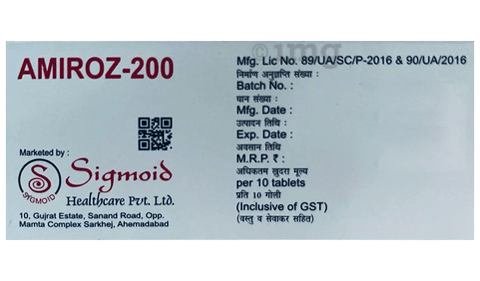 AMIROZ-200
Marketed by :
S
SYGMOID
Sigmoid
Healthcare Pvt. Ltd.
10, Gujrat Estate, Sanand Road, Opp.
Mamta Complex Sarkhej, Ahemadabad
1mg
Mfg. Lic No. 89/UA/SC/P-2016 & 90/UA/2016
निर्माण अनुज्ञप्ति संख्या :
Batch No. :
घान संख्या :
Mfg. Date :
उत्पादन तिथि :
Exp. Date :
अवसान तिथि :
M.R.P. ₹ :
अधिकतम खुदरा मूल्य
per 10 tablets
प्रति 10 गोली
(Inclusive of GST)
(वस्तु व सेवाकर सहित)